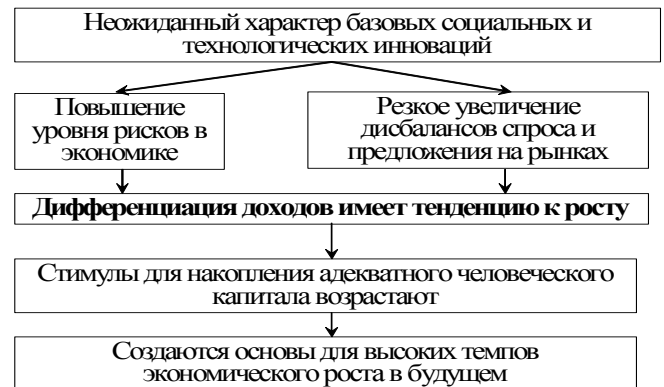 Неожиданный характер базовых социальных и
технологических инноваций
Повышение
уровня рисков в
экономике
Резкое увеличение
дисбалансов спроса и
предложения на рынках
Дифференциация доходов имеет тенденцию к росту
Стимулы для накопления адекватного человеческого
капитала возрастают
Создаются основы для высоких темпов
экономического роста в будущем